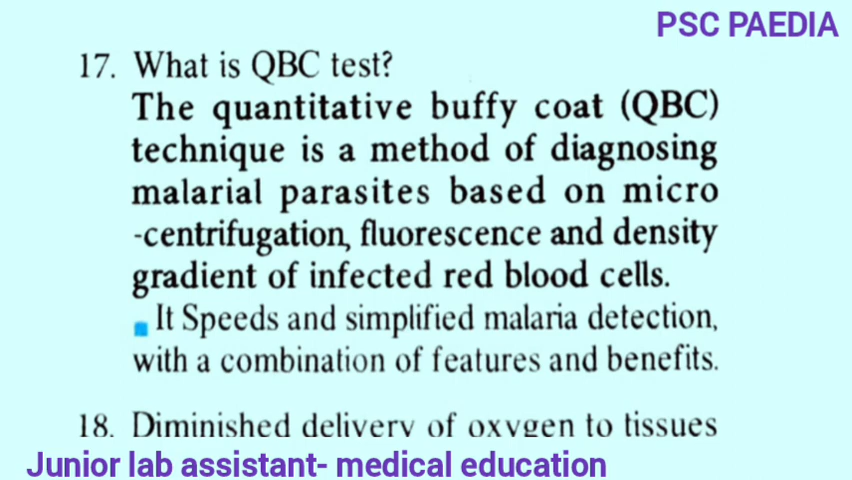 PSC PAEDIA
17. What is QBC test?
The quantitative buffy coat (QBC)
technique is a method of diagnosing
malarial parasites based on micro
-centrifugation, fluorescence and density
gradient of infected red blood cells.
It Speeds and simplified malaria detection,
with a combination of features and benefits.
18. Diminished delivery of oxygen to tissues
Junior lab assistant- medical education